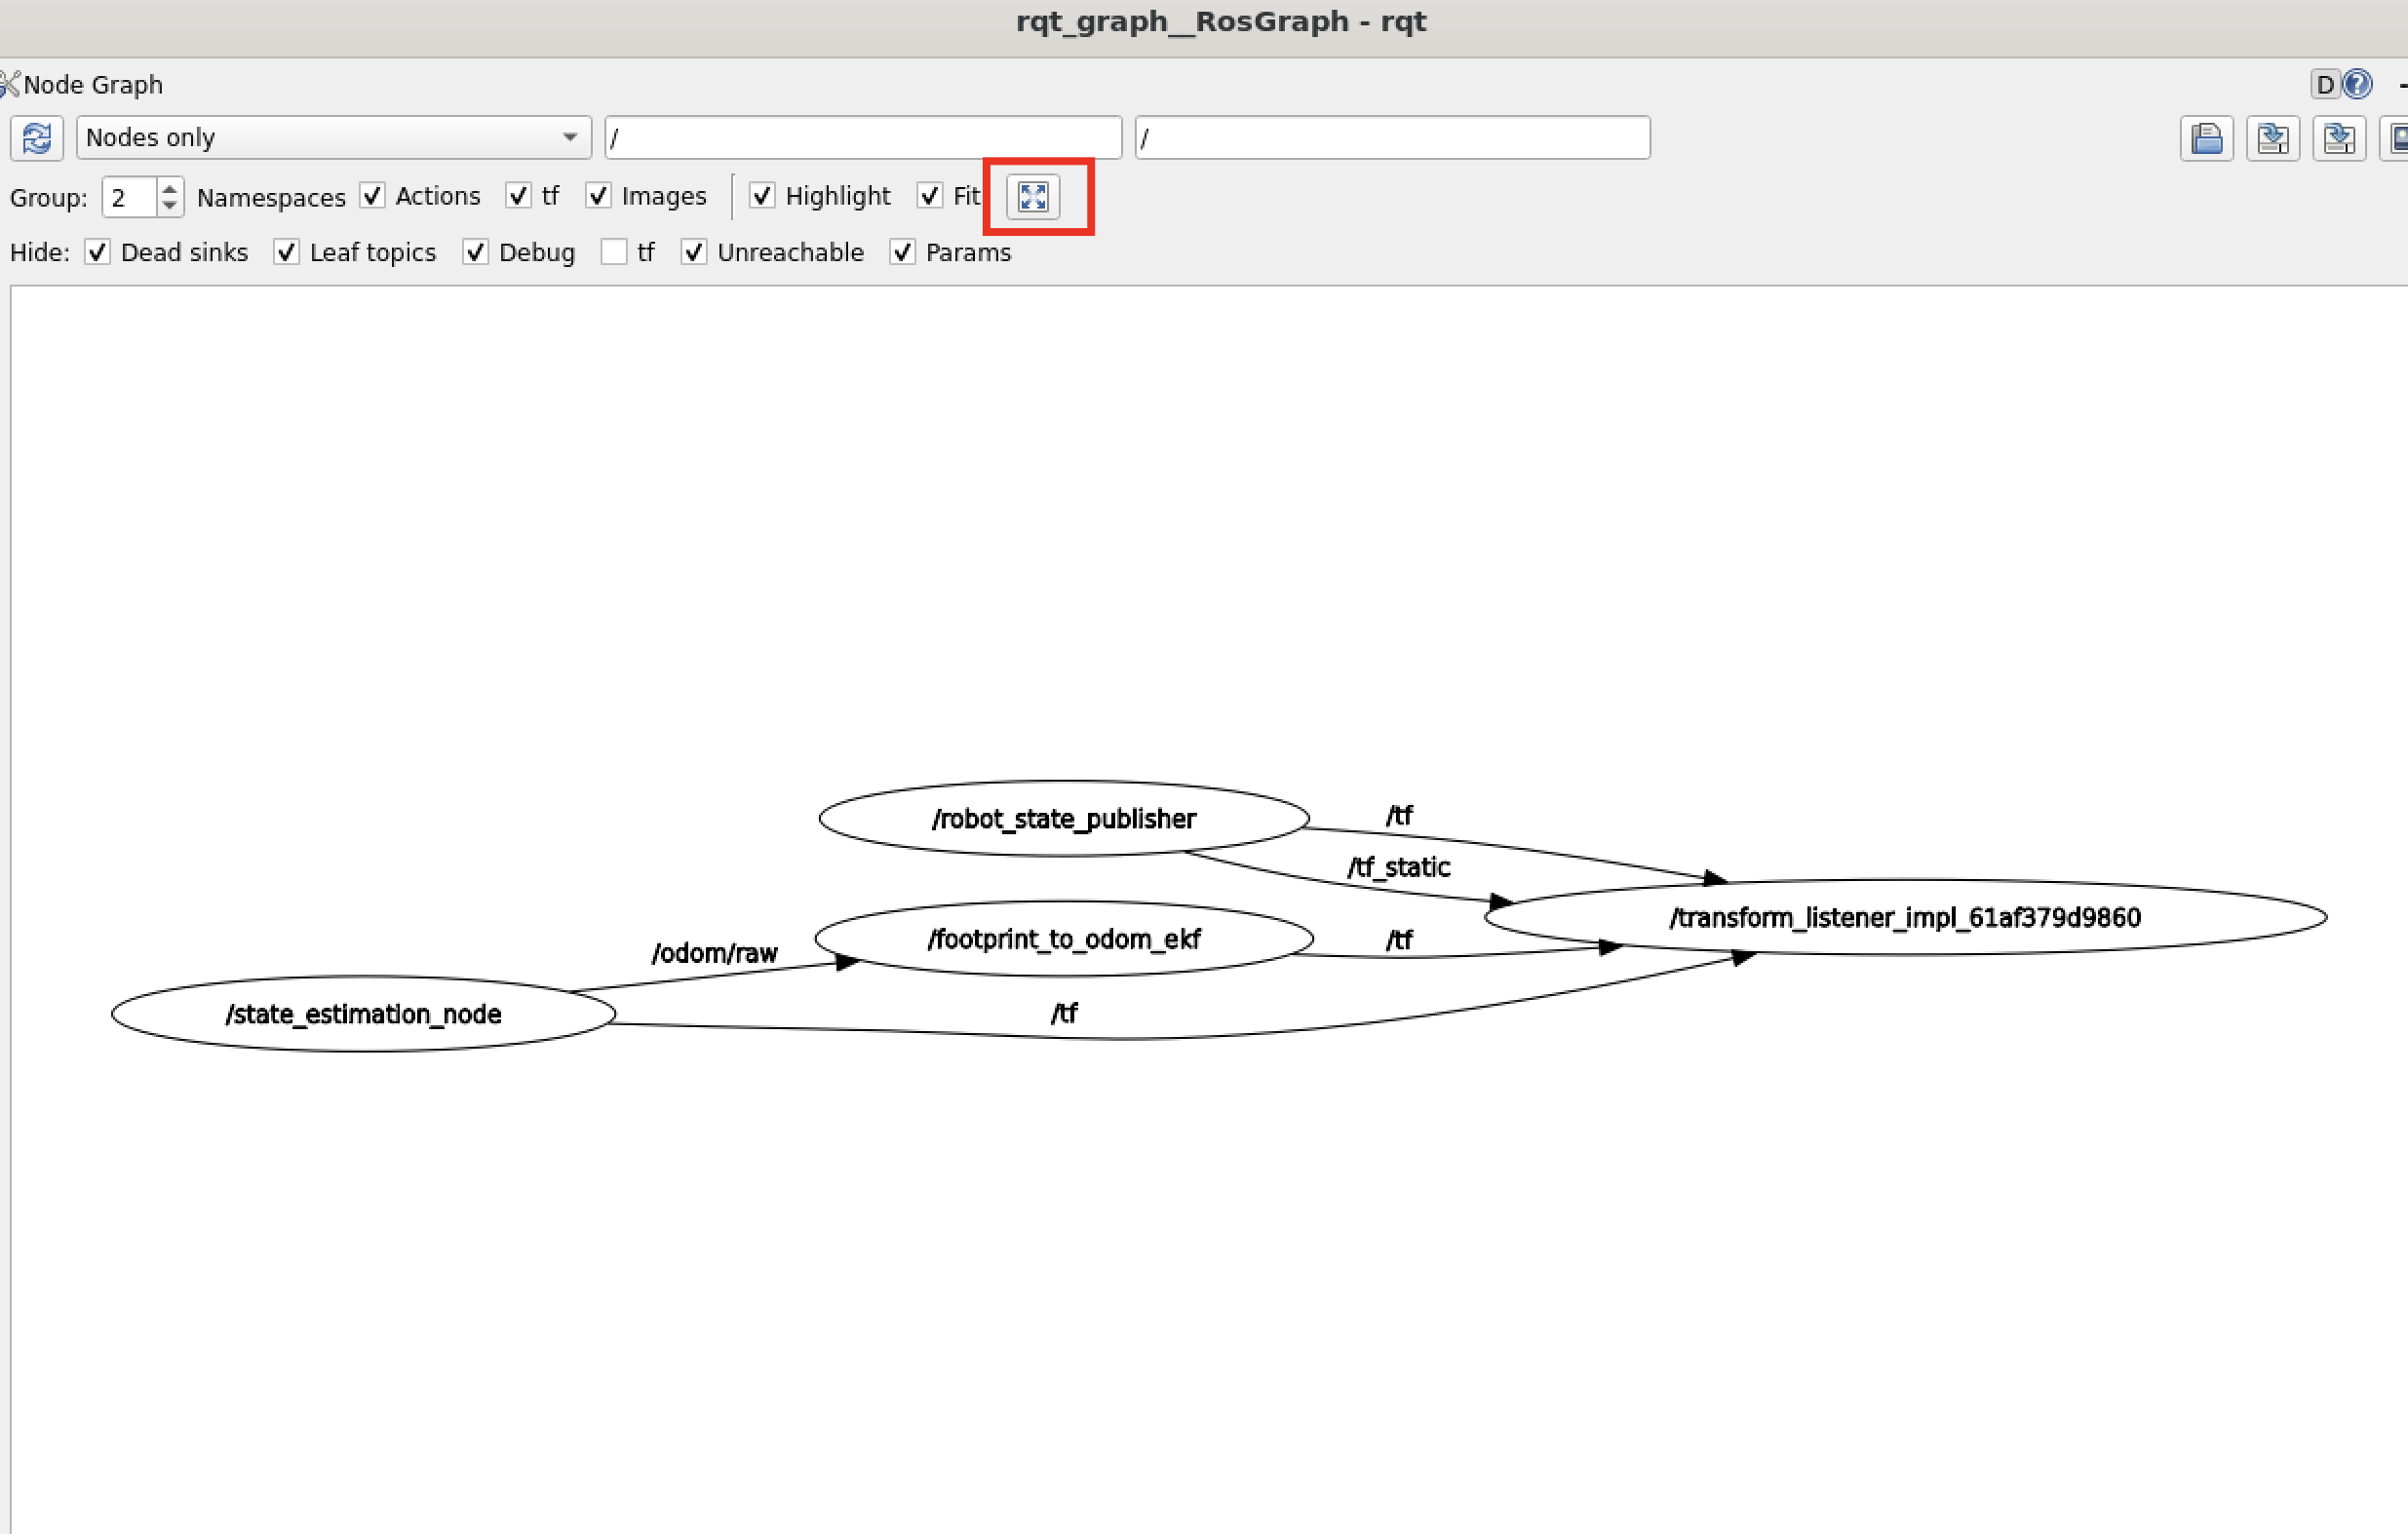 rqt_graph__RosGraph - rqt
Node Graph
D
Nodes only
/
/
Group: 2 Namespaces Actions tf Images Highlight Fit
Hide: Dead sinks Leaf topics Debug tf Unreachable Params
/robot_state_publisher
/tf
/tf_static
/transform_listener_impl_61af379d9860
/footprint_to_odom_ekf
/tf
/odom/raw
/state_estimation_node
/tf